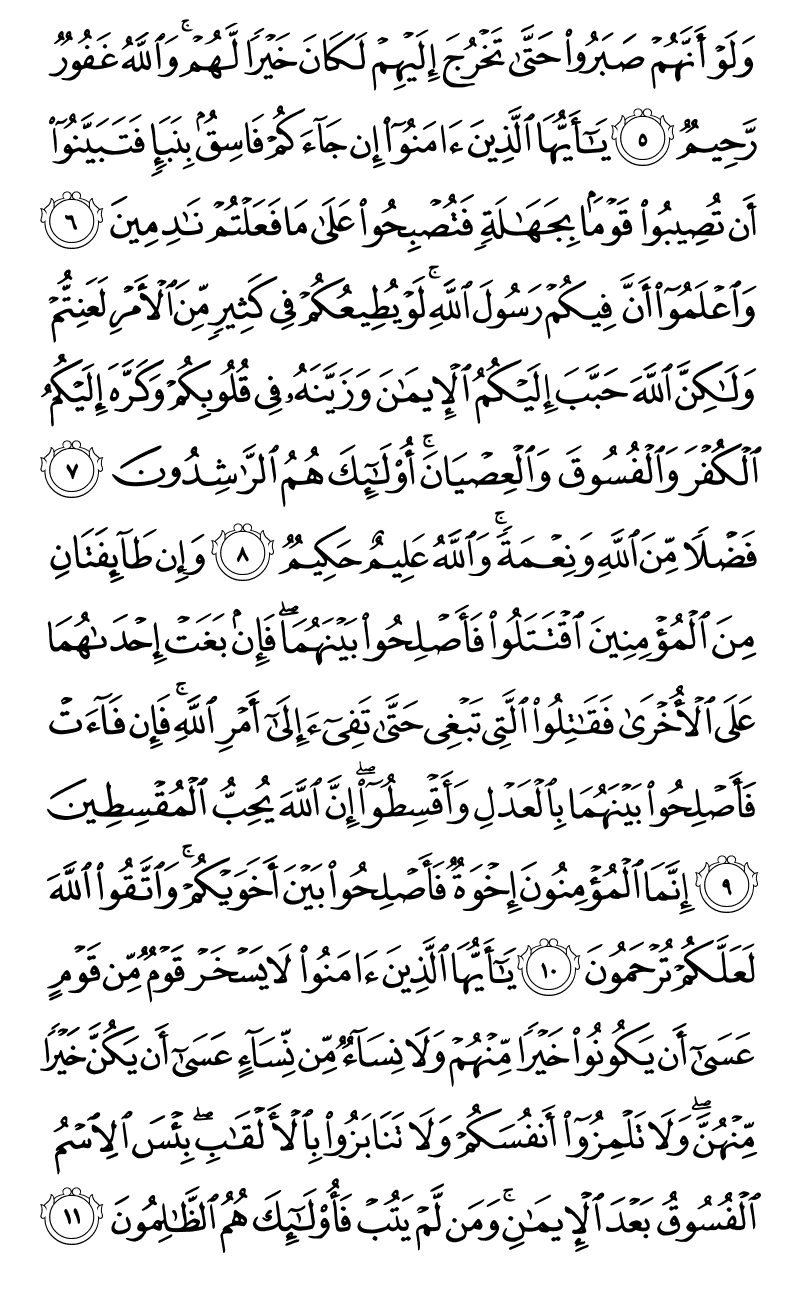 وَلَوْ أَنَّهُمْ صَبَرُوا۟ حَتَّىٰ تَخْرُجَ إِلَيْهِمْ لَكَانَ خَيْرًا لَّهُمْ ۚ وَٱللَّهُ غَفُورٌ
رَّحِيمٌ ٥ يَـٰٓأَيُّهَا ٱلَّذِينَ ءَامَنُوٓا۟ إِن جَآءَكُمْ فَاسِقٌۢ بِنَبَإٍ فَتَبَيَّنُوٓا۟
أَن تُصِيبُوا۟ قَوْمًۢا بِجَهَـٰلَةٍ فَتُصْبِحُوا۟ عَلَىٰ مَا فَعَلْتُمْ نَـٰدِمِينَ ٦
وَٱعْلَمُوٓا۟ أَنَّ فِيكُمْ رَسُولَ ٱللَّهِ ۚ لَوْ يُطِيعُكُمْ فِى كَثِيرٍ مِّنَ ٱلْأَمْرِ لَعَنِتُّمْ
وَلَـٰكِنَّ ٱللَّهَ حَبَّبَ إِلَيْكُمُ ٱلْإِيمَـٰنَ وَزَيَّنَهُۥ فِى قُلُوبِكُمْ وَكَرَّهَ إِلَيْكُمُ
ٱلْكُفْرَ وَٱلْفُسُوقَ وَٱلْعِصْيَانَ ۚ أُو۟لَـٰٓئِكَ هُمُ ٱلرَّٰشِدُونَ ٧
فَضْلًا مِّنَ ٱللَّهِ وَنِعْمَةً ۚ وَٱللَّهُ عَلِيمٌ حَكِيمٌ ٨ وَإِن طَآئِفَتَانِ
مِنَ ٱلْمُؤْمِنِينَ ٱقْتَتَلُوا۟ فَأَصْلِحُوا۟ بَيْنَهُمَا ۖ فَإِنۢ بَغَتْ إِحْدَىٰهُمَا
عَلَى ٱلْأُخْرَىٰ فَقَـٰتِلُوا۟ ٱلَّتِى تَبْغِى حَتَّىٰ تَفِىٓءَ إِلَىٰٓ أَمْرِ ٱللَّهِ ۚ فَإِن فَآءَتْ
فَأَصْلِحُوا۟ بَيْنَهُمَا بِٱلْعَدْلِ وَأَقْسِطُوٓا۟ ۖ إِنَّ ٱللَّهَ يُحِبُّ ٱلْمُقْسِطِينَ
٩ إِنَّمَا ٱلْمُؤْمِنُونَ إِخْوَةٌ فَأَصْلِحُوا۟ بَيْنَ أَخَوَيْكُمْ ۚ وَٱتَّقُوا۟ ٱللَّهَ
لَعَلَّكُمْ تُرْحَمُونَ ١٠ يَـٰٓأَيُّهَا ٱلَّذِينَ ءَامَنُوا۟ لَا يَسْخَرْ قَوْمٌ مِّن قَوْمٍ
عَسَىٰٓ أَن يَكُونُوا۟ خَيْرًا مِّنْهُمْ وَلَا نِسَآءٌ مِّن نِّسَآءٍ عَسَىٰٓ أَن يَكُنَّ خَيْرًا
مِّنْهُنَّ ۖ وَلَا تَلْمِزُوٓا۟ أَنفُسَكُمْ وَلَا تَنَابَزُوا۟ بِٱلْأَلْقَـٰبِ ۖ بِئْسَ ٱلِٱسْمُ
ٱلْفُسُوقُ بَعْدَ ٱلْإِيمَـٰنِ ۚ وَمَن لَّمْ يَتُبْ فَأُو۟لَـٰٓئِكَ هُمُ ٱلظَّـٰلِمُونَ ١١